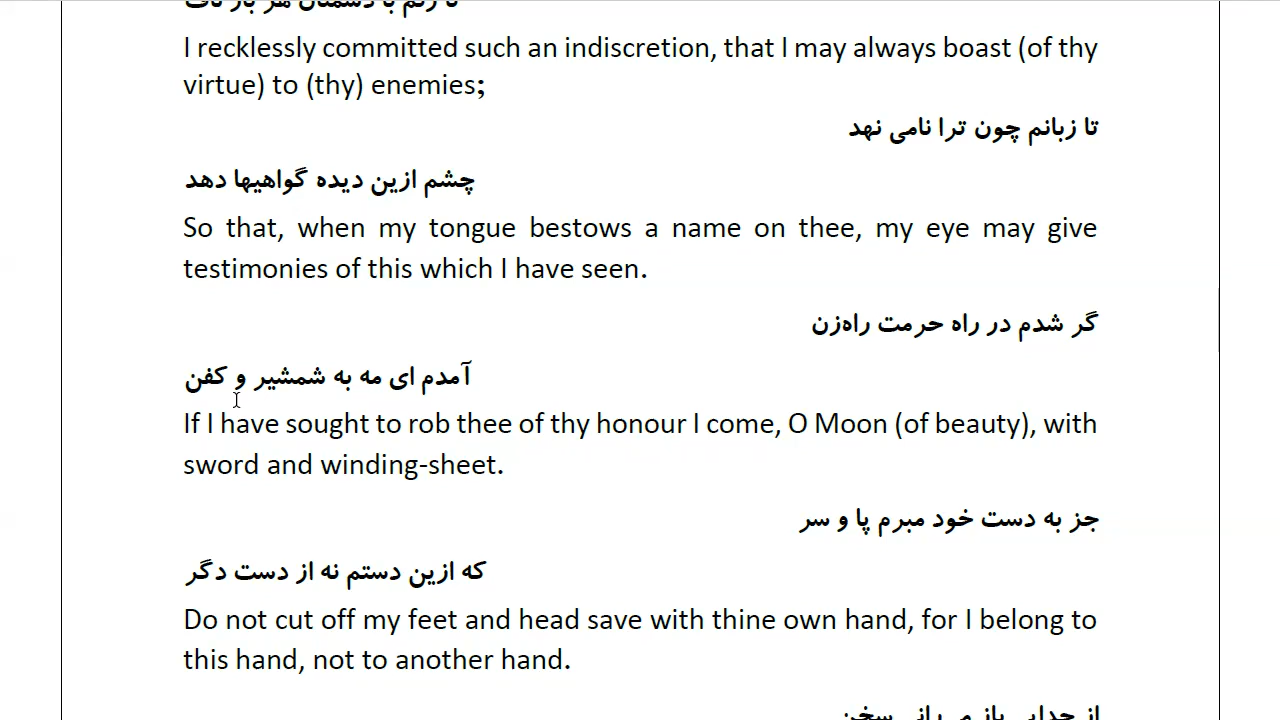 I recklessly committed such an indiscretion, that I may always boast (of thy
virtue) to (thy) enemies;
تا زبانم چون ترا نامی نهد
چشم ازین دیده گواهیها دهد
So that, when my tongue bestows a name on thee, my eye may give
testimonies of this which I have seen.
گر شدم در راه حرمت راه‌زن
آمدم ای مه به شمشیر و کفن
If I have sought to rob thee of thy honour I come, O Moon (of beauty), with
sword and winding-sheet.
جز به دست خود مبرم پا و سر
که ازین دستم نه از دست دگر
Do not cut off my feet and head save with thine own hand, for I belong to
this hand, not to another hand.